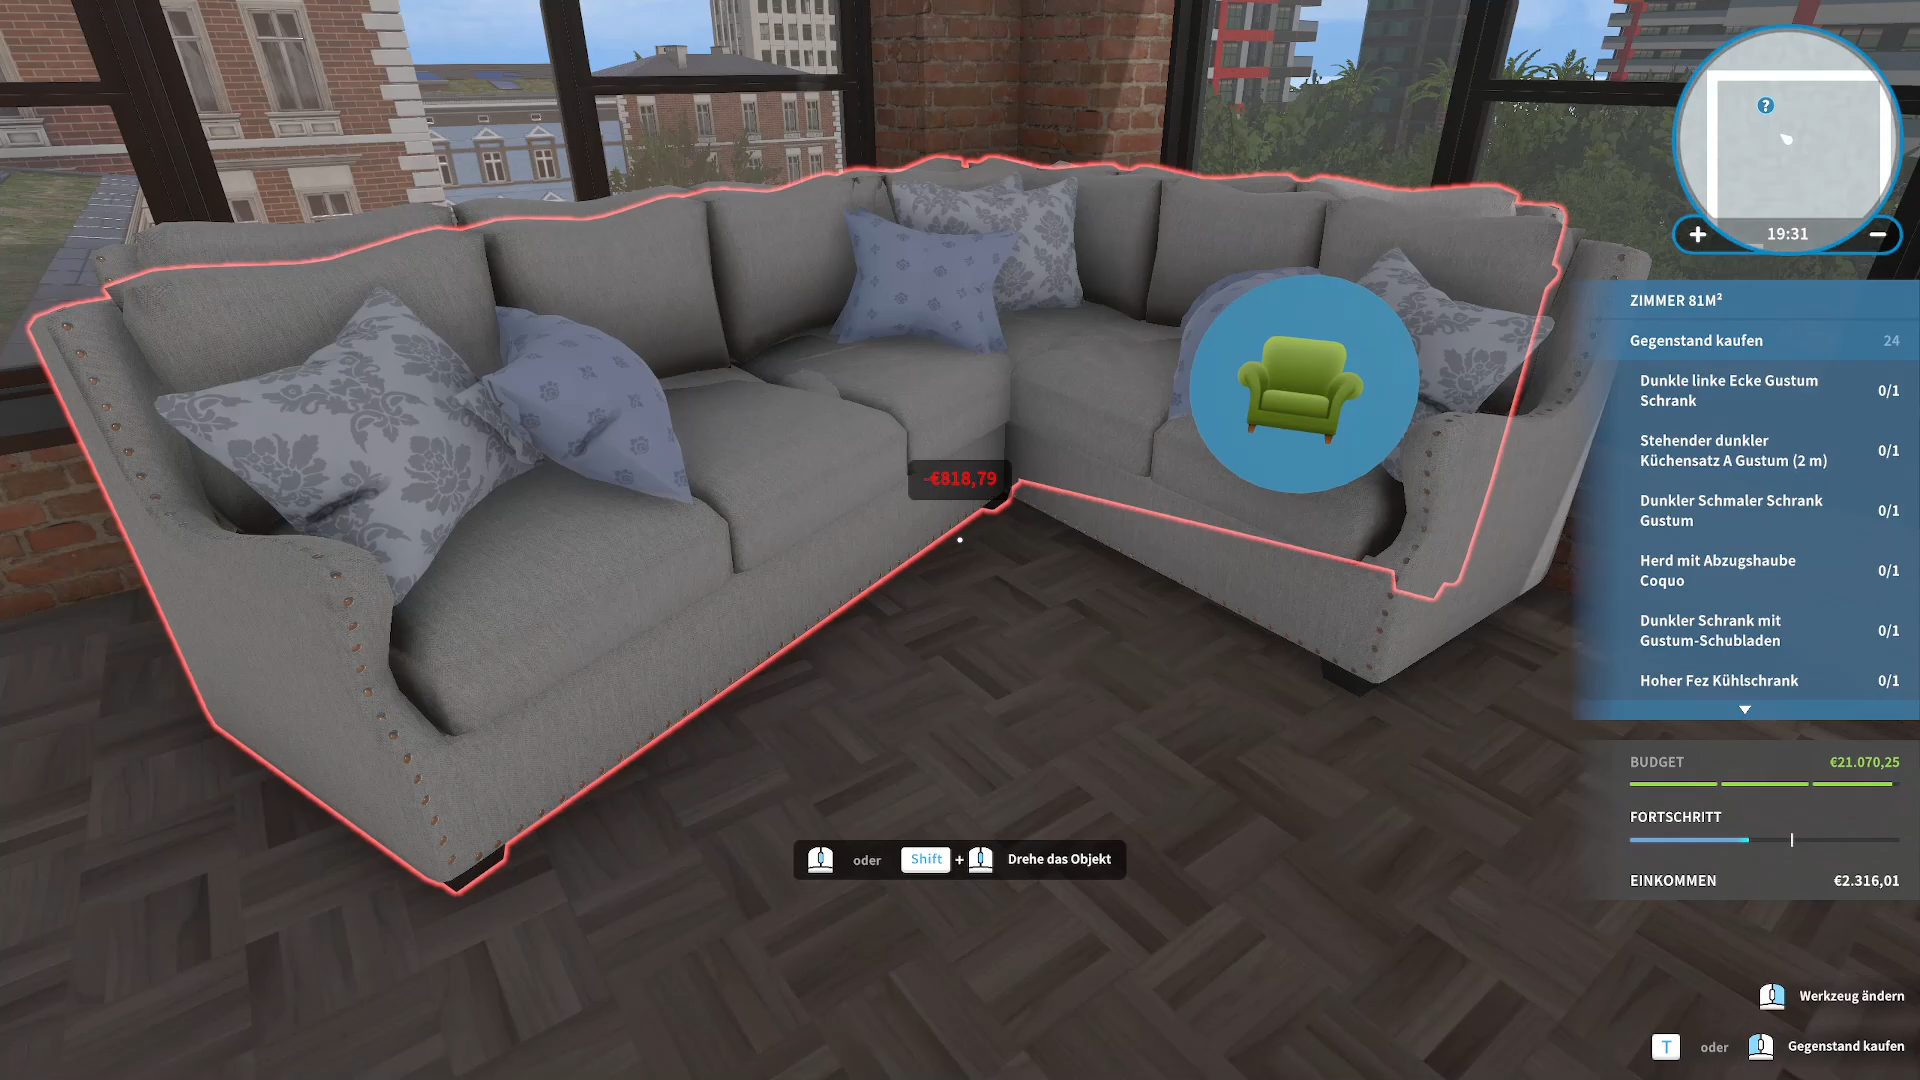 ?
19:31
ZIMMER 81M²
Gegenstand kaufen 24
Dunkle linke Ecke Gustum
Schrank 0/1
Stehender dunkler
Küchensatz A Gustum (2 m) 0/1
Dunkler Schmaler Schrank
Gustum 0/1
Herd mit Abzugshaube
Coquo 0/1
Dunkler Schrank mit
Gustum-Schubladen 0/1
Hoher Fez Kühlschrank 0/1
-€818,79
BUDGET €21.070,25
FORTSCHRITT
EINKOMMEN €2.316,01
oder Shift + Drehe das Objekt
Werkzeug ändern
T oder Gegenstand kaufen